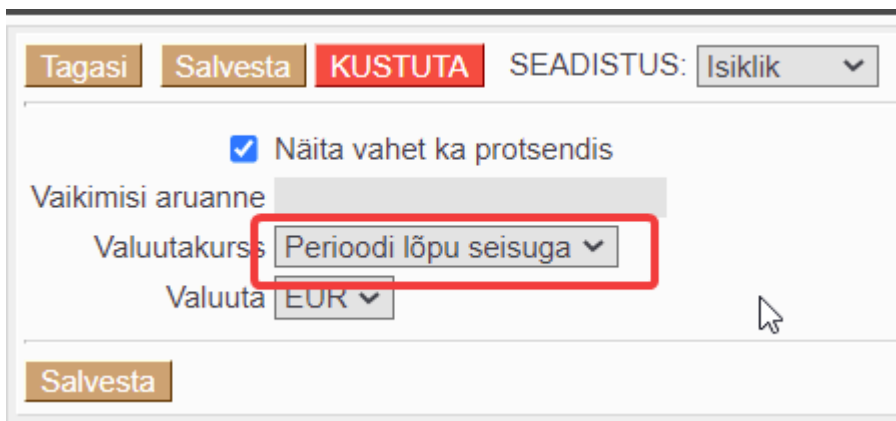 Tagasi Salvesta KUSTUTA SEADISTUS: Isiklik
Näita vahet ka protsendis
Vaikimisi aruanne
Valuutakurss Perioodi lõpu seisuga
Valuuta EUR
Salvesta